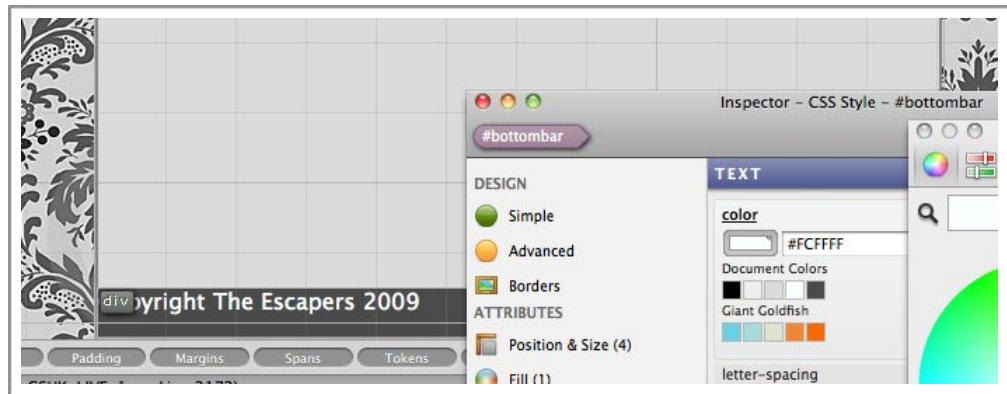 Inspector – CSS Style – #bottombar
#bottombar
DESIGN
Simple
Advanced
Borders
ATTRIBUTES
Position & Size (4)
Fill (1)
TEXT
color
#FCFFFF
Document Colors
Giant Goldfish
letter-spacing
div
pyright The Escapers 2009
Padding
Margins
Spans
Tokens